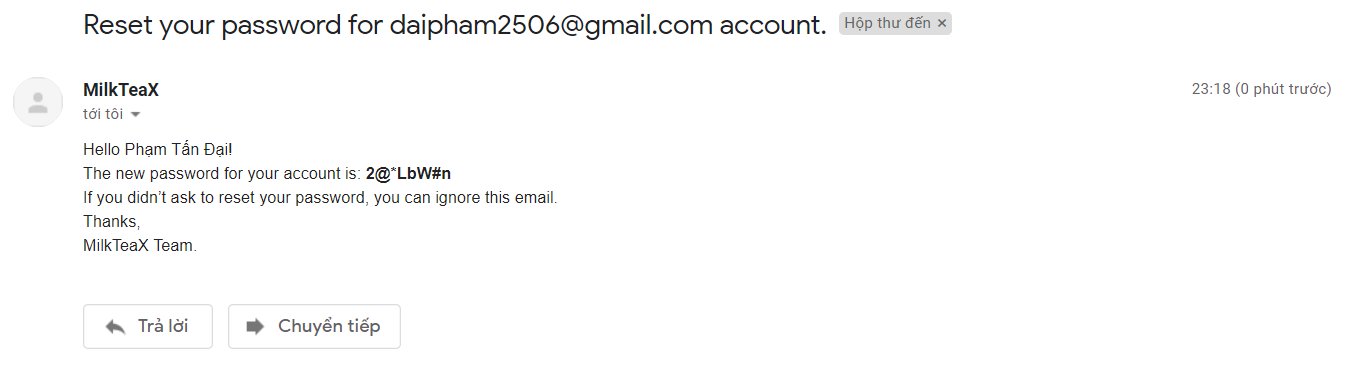 Reset your password for daipham2506@gmail.com account. Hộp thư đến ×
MilkTeaX 23:18 (0 phút trước)
tới tôi
Hello Phạm Tấn Đại!
The new password for your account is: 2@*LbW#n
If you didn’t ask to reset your password, you can ignore this email.
Thanks,
MilkTeaX Team.
Trả lời Chuyển tiếp